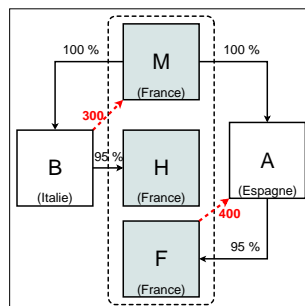 100 %
M
100 %
(France)
300
B
95 %
H
A
(Italie)
(France)
(Espagne)
400
F
95 %
(France)